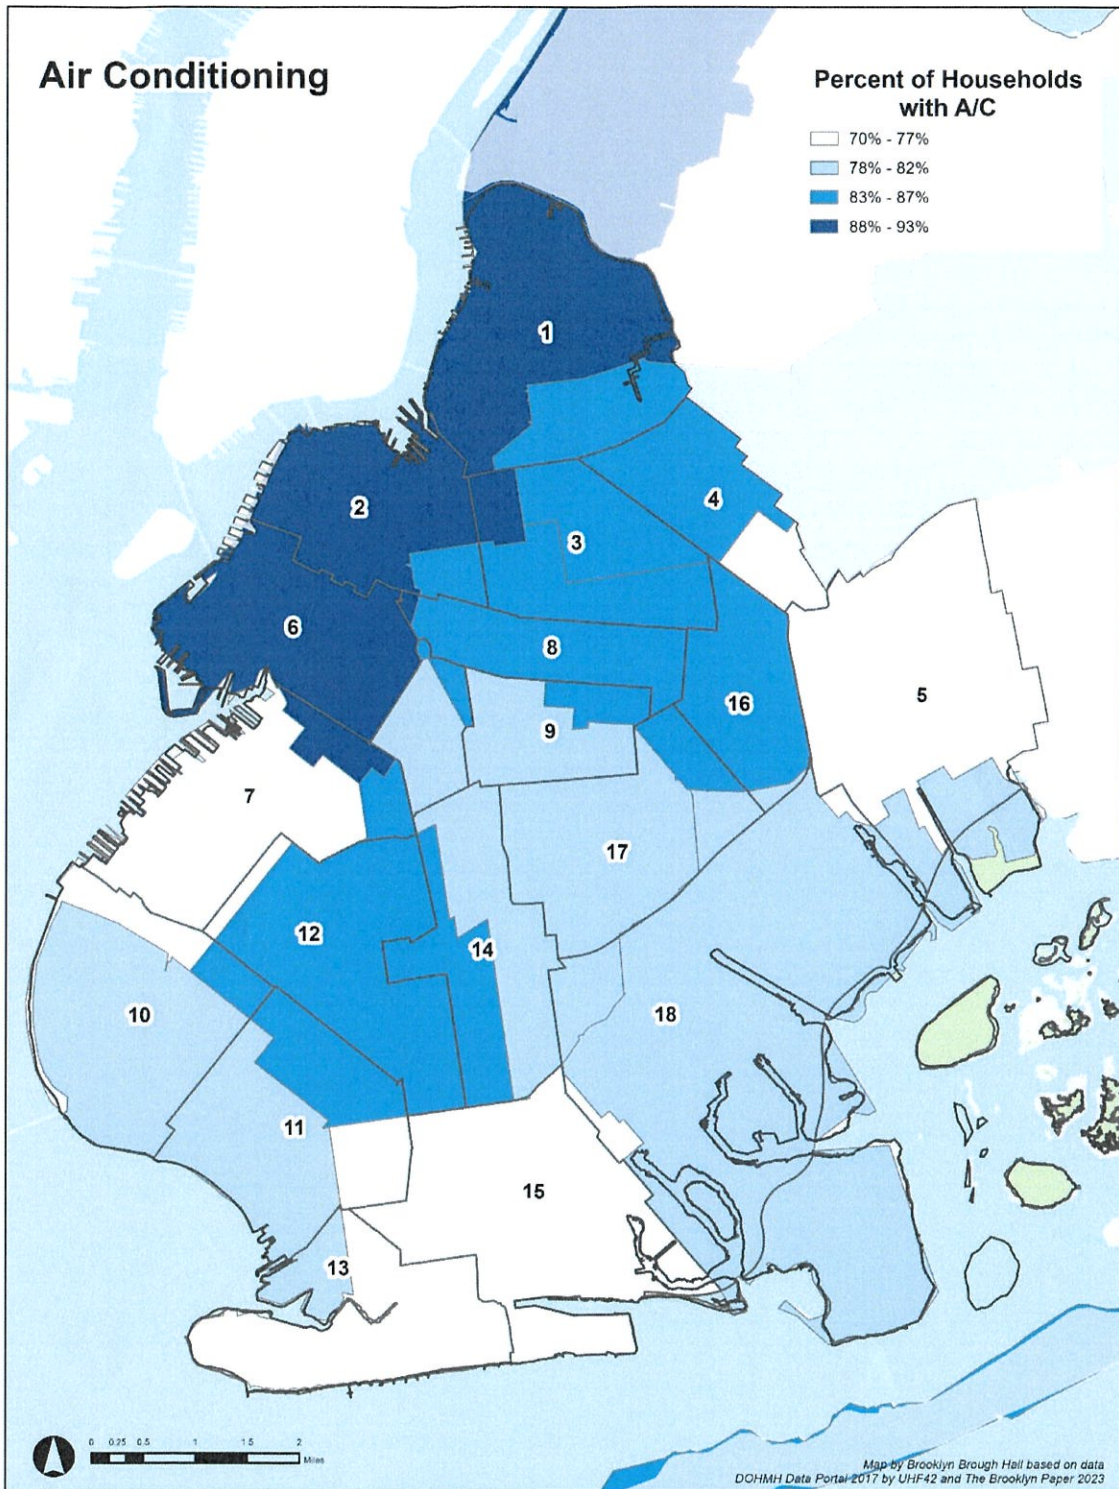 Air Conditioning
Percent of Households
with A/C
70% - 77%
78% - 82%
83% - 87%
88% - 93%
1
2
4
3
6
8
5
16
9
7
17
12
14
10
18
11
15
13
0 0.25 0.5 1 1.5 2
Miles
Map by Brooklyn Brough Hall based on data
DOHMH Data Portal 2017 by UHF42 and The Brooklyn Paper 2023